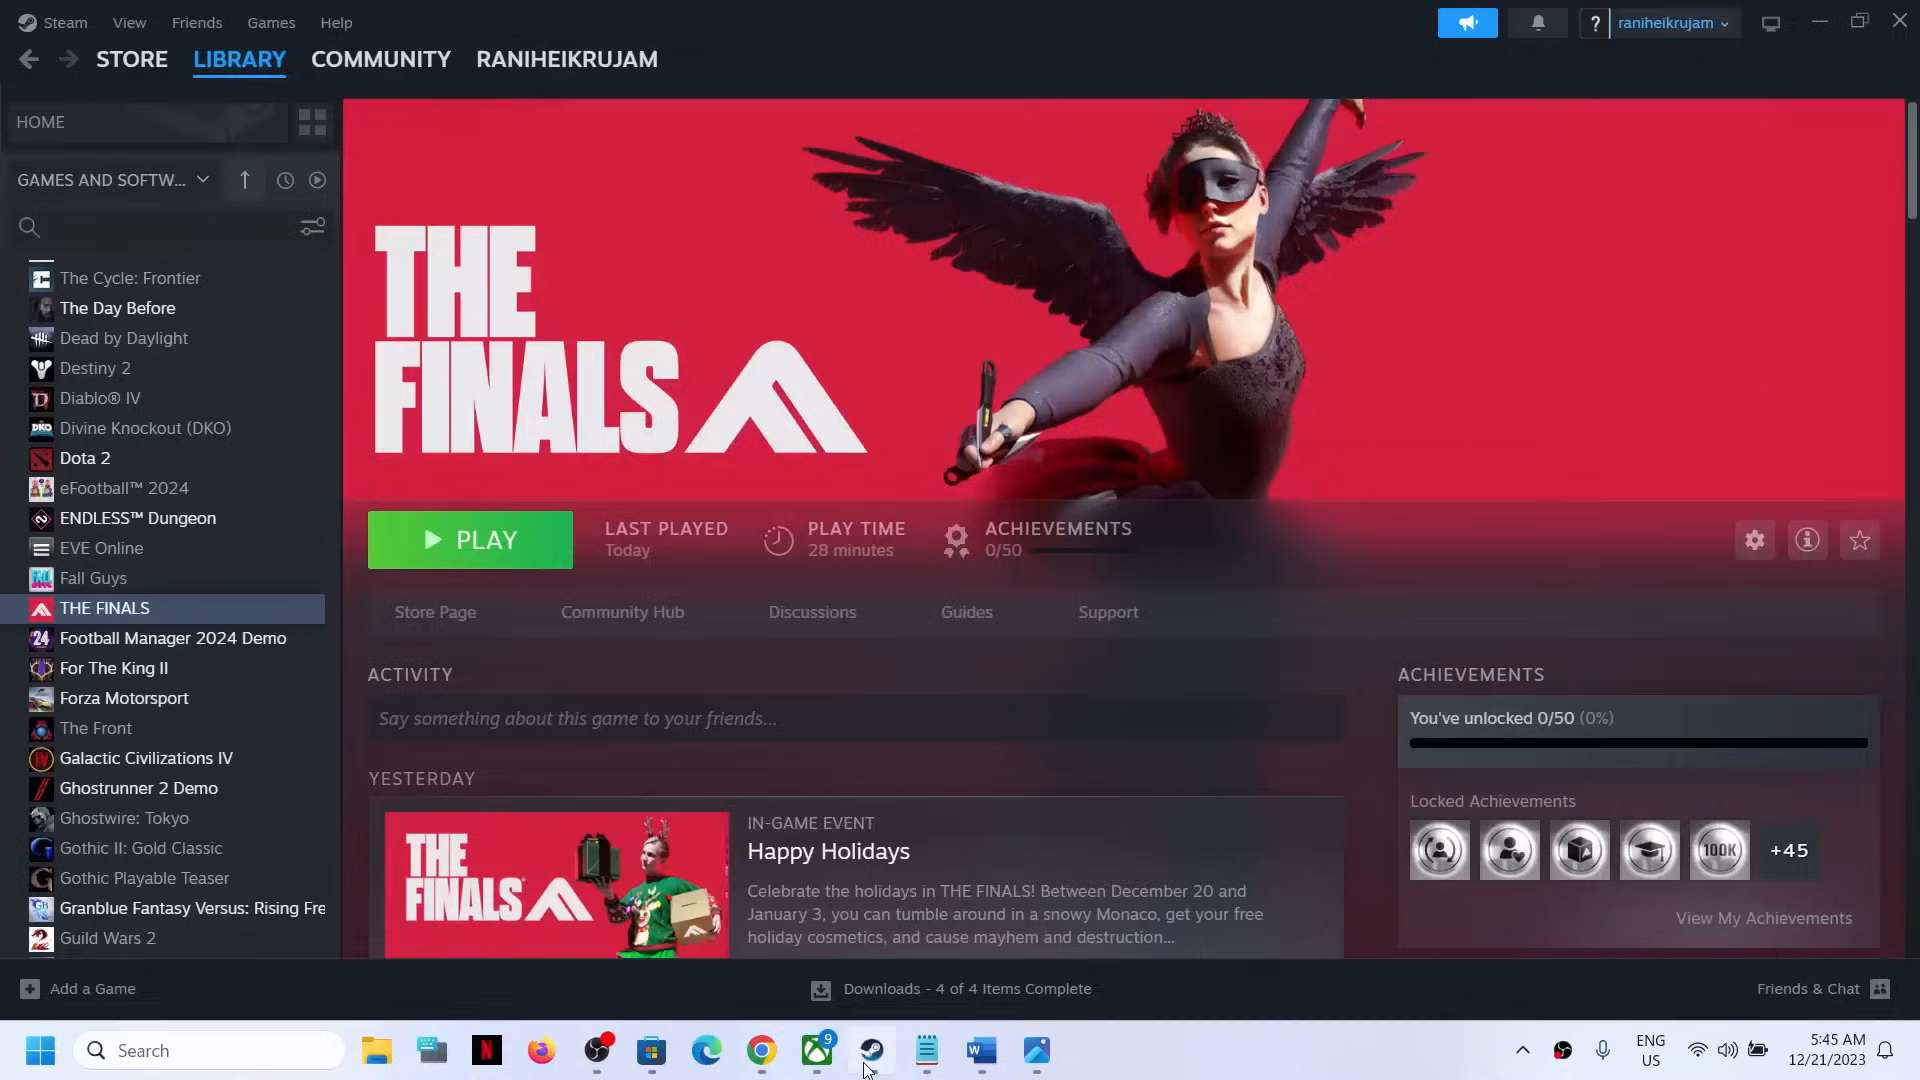 Steam View Friends Games Help
? raniheikrujam
STORE LIBRARY COMMUNITY RANIHEIKRUJAM
HOME
GAMES AND SOFTW...
The Cycle: Frontier
The Day Before
Dead by Daylight
Destiny 2
Diablo® IV
DKO Divine Knockout (DKO)
Dota 2
eFootball™ 2024
ENDLESS™ Dungeon
EVE Online
Fall Guys
THE FINALS
24 Football Manager 2024 Demo
For The King II
Forza Motorsport
The Front
Galactic Civilizations IV
Ghostrunner 2 Demo
Ghostwire: Tokyo
Gothic II: Gold Classic
Gothic Playable Teaser
Granblue Fantasy Versus: Rising Fre
Guild Wars 2
THE
FINALS
PLAY
LAST PLAYED
Today
PLAY TIME
28 minutes
ACHIEVEMENTS
0/50
Store Page Community Hub Discussions Guides Support
ACTIVITY
Say something about this game to your friends...
YESTERDAY
THE
FINALS
IN-GAME EVENT
Happy Holidays
Celebrate the holidays in THE FINALS! Between December 20 and
January 3, you can tumble around in a snowy Monaco, get your free
holiday cosmetics, and cause mayhem and destruction...
ACHIEVEMENTS
You've unlocked 0/50 (0%)
Locked Achievements
100K +45
View My Achievements
Add a Game
Downloads - 4 of 4 Items Complete
Friends & Chat
Search
N
9
W
ENG
US
5:45 AM
12/21/2023